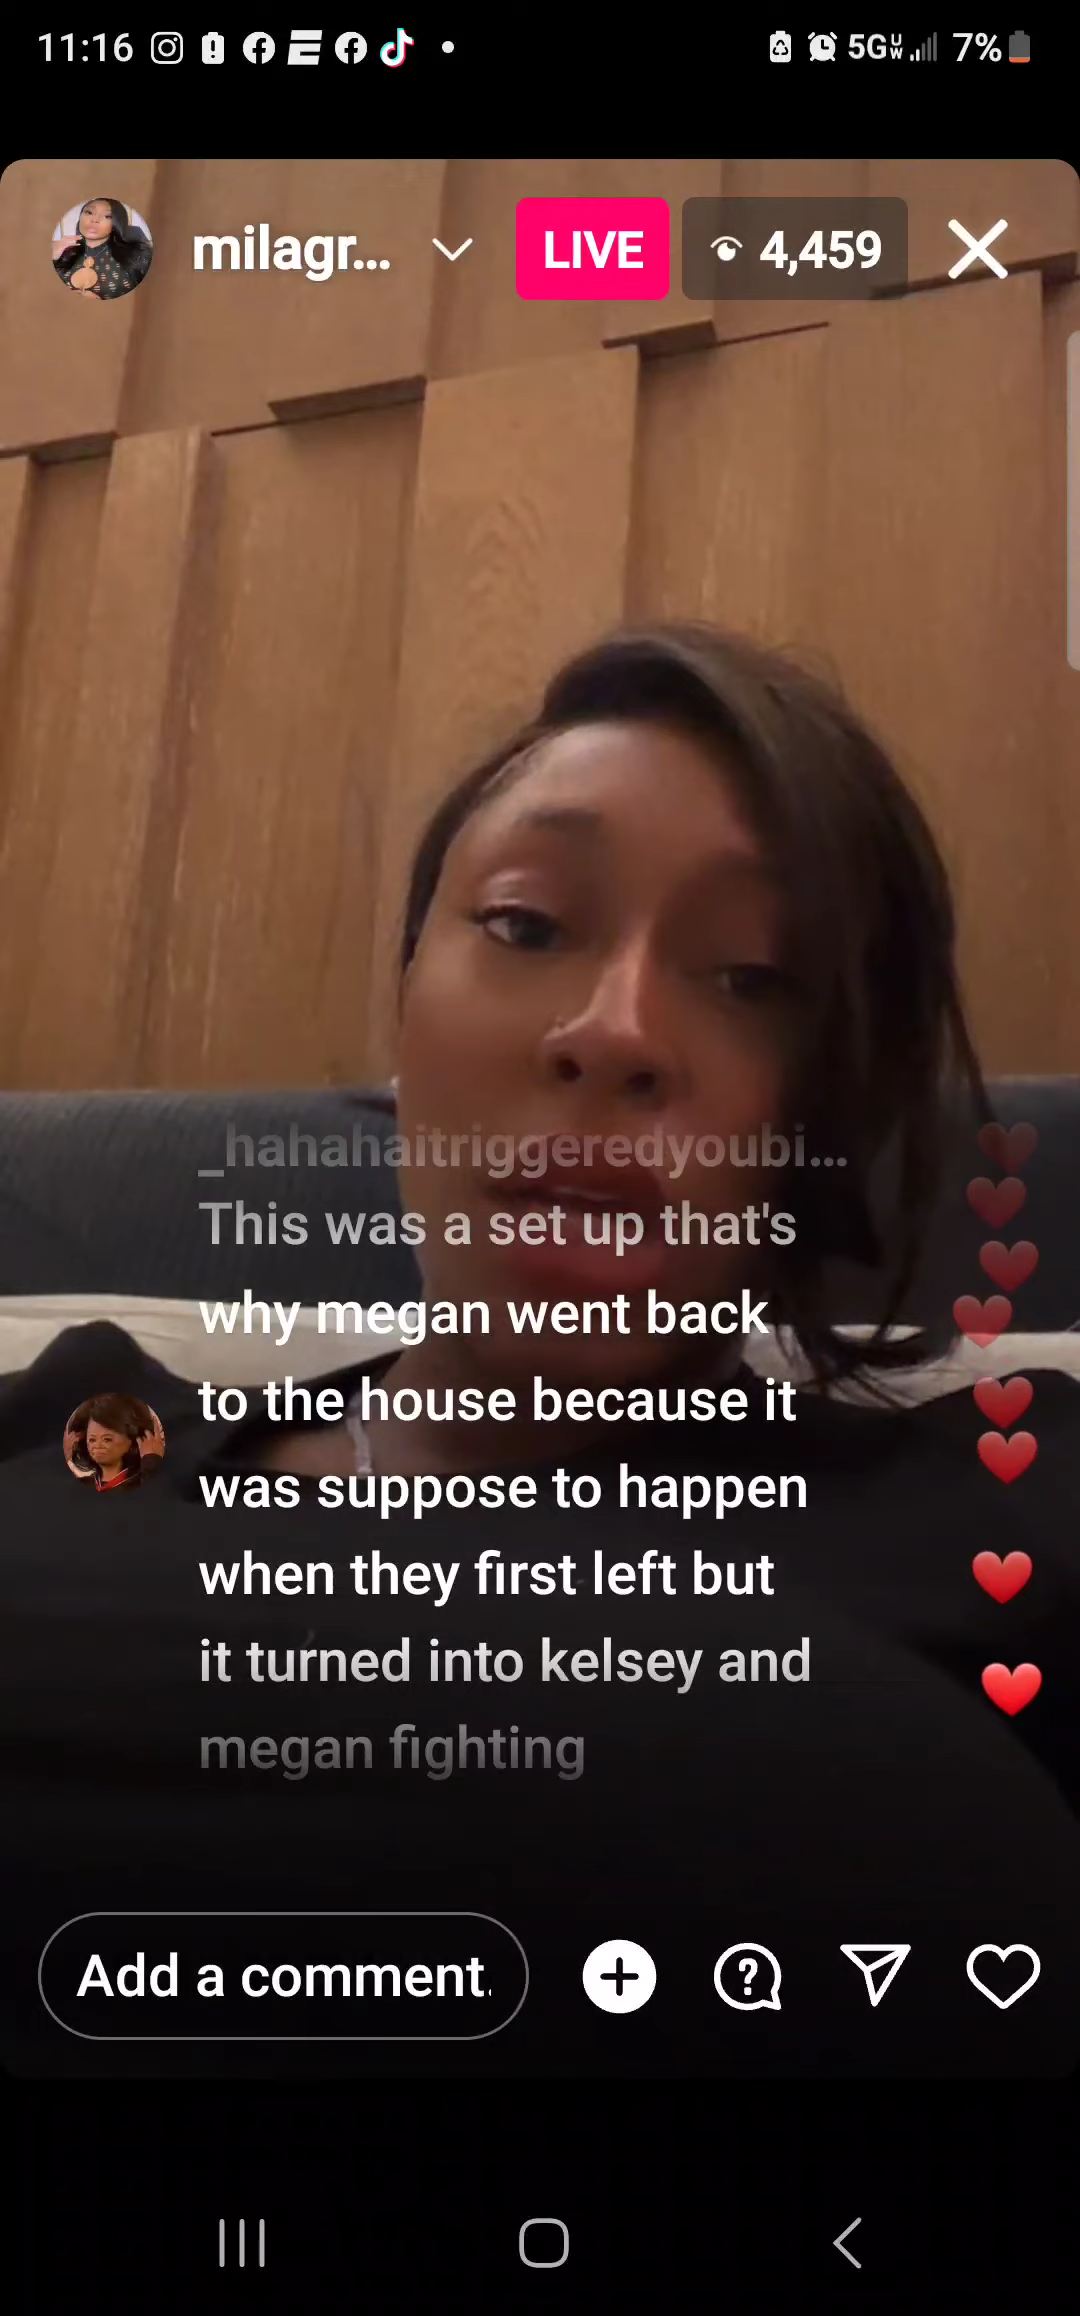 11:16
5G UW 7%
milagr...
LIVE
4,459
_hahahaitriggeredyoubi...
This was a set up that's
why megan went back
to the house because it
was suppose to happen
when they first left but
it turned into kelsey and
megan fighting
Add a comment.